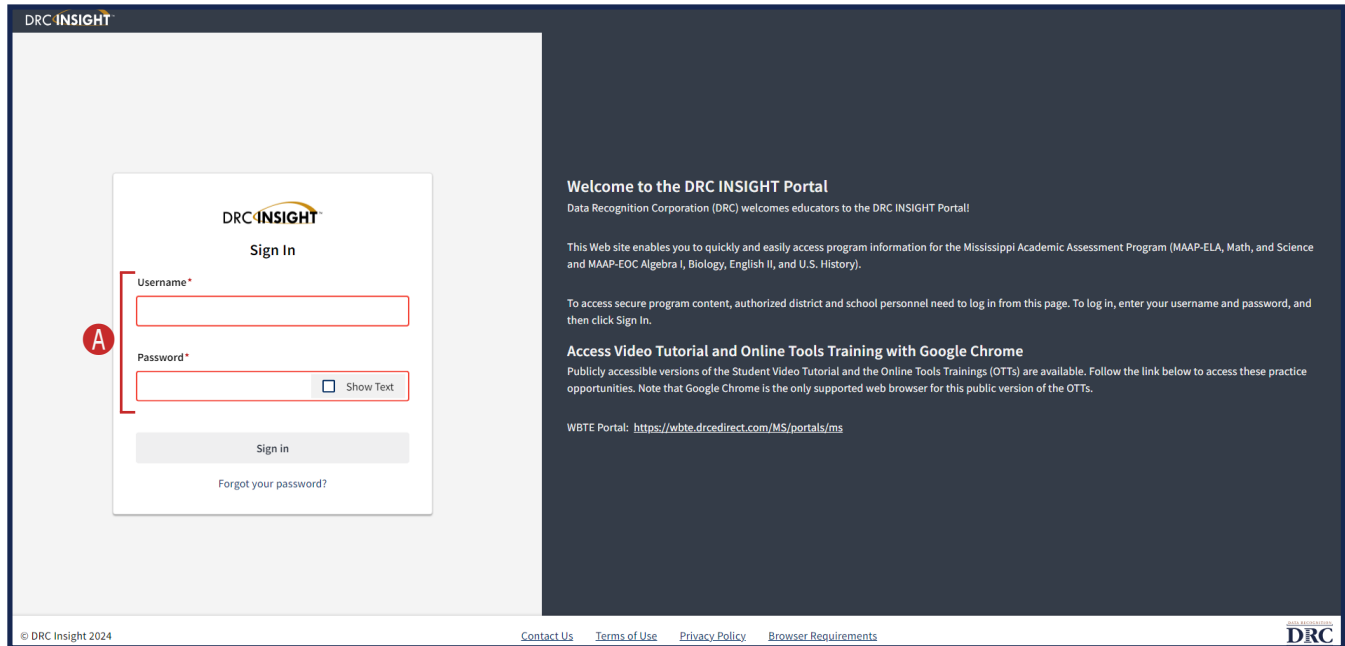 DRC INSIGHT
DRC INSIGHT
Sign In
Username*
A
Password*
Show Text
Sign in
Forgot your password?
Welcome to the DRC INSIGHT Portal
Data Recognition Corporation (DRC) welcomes educators to the DRC INSIGHT Portal!
This Web site enables you to quickly and easily access program information for the Mississippi Academic Assessment Program (MAAP-ELA, Math, and Science
and MAAP-EOC Algebra I, Biology, English II, and U.S. History).
To access secure program content, authorized district and school personnel need to log in from this page. To log in, enter your username and password, and
then click Sign In.
Access Video Tutorial and Online Tools Training with Google Chrome
Publicly accessible versions of the Student Video Tutorial and the Online Tools Trainings (OTTs) are available. Follow the link below to access these practice
opportunities. Note that Google Chrome is the only supported web browser for this public version of the OTTs.
WBTE Portal: https://wbte.drcedirect.com/MS/portals/ms
© DRC Insight 2024
Contact Us Terms of Use Privacy Policy Browser Requirements
DATA RECOGNITION
DRC